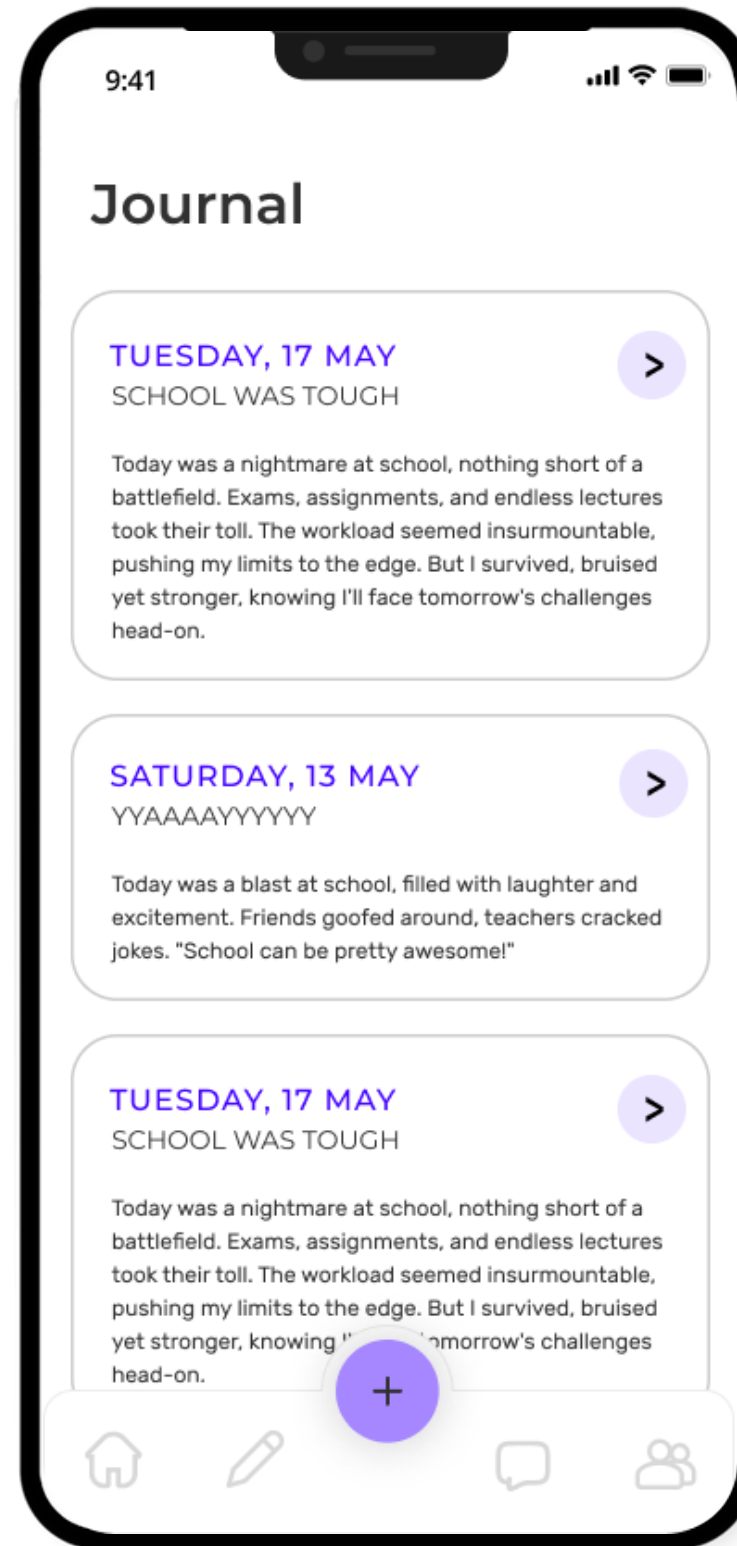 9:41
Journal
TUESDAY, 17 MAY
>
SCHOOL WAS TOUGH
Today was a nightmare at school, nothing short of a
battlefield. Exams, assignments, and endless lectures
took their toll. The workload seemed insurmountable,
pushing my limits to the edge. But I survived, bruised
yet stronger, knowing I'll face tomorrow's challenges
head-on.
SATURDAY, 13 MAY
>
YYAAAAYYYYYY
Today was a blast at school, filled with laughter and
excitement. Friends goofed around, teachers cracked
jokes. "School can be pretty awesome!"
TUESDAY, 17 MAY
>
SCHOOL WAS TOUGH
Today was a nightmare at school, nothing short of a
battlefield. Exams, assignments, and endless lectures
took their toll. The workload seemed insurmountable,
pushing my limits to the edge. But I survived, bruised
yet stronger, knowing omorrow's challenges
head-on.
+